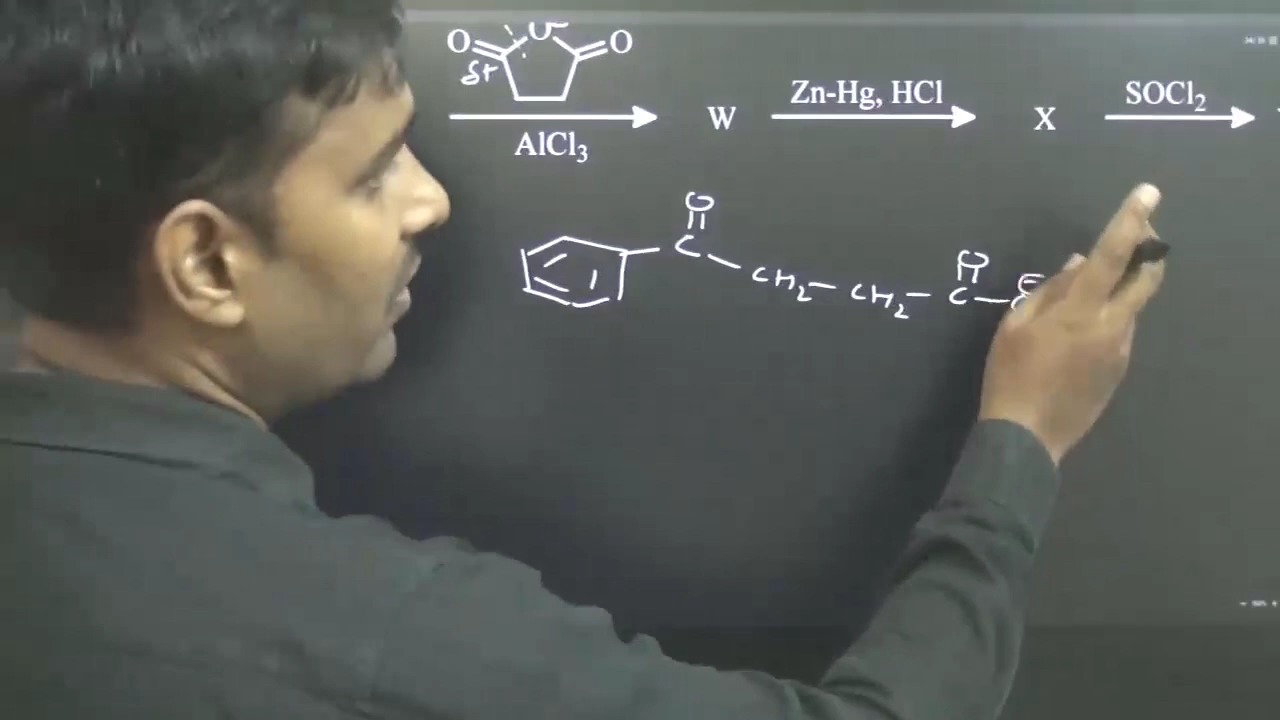 O O O
δ+
AlCl₃
W
Zn-Hg, HCl
X
SOCl₂
O
C CH₂ CH₂ C
O